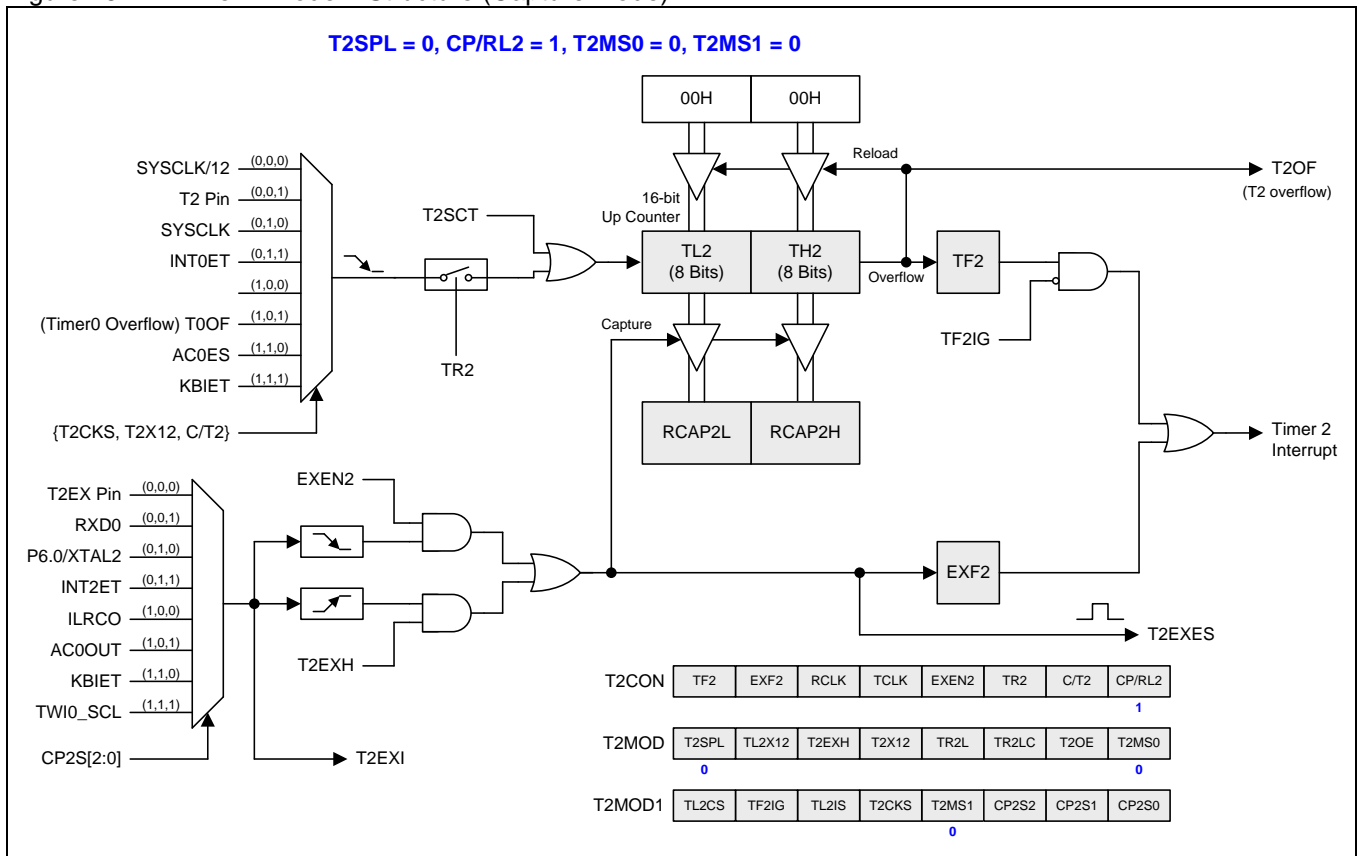 T2SPL = 0, CP/RL2 = 1, T2MS0 = 0, T2MS1 = 0
00H 00H
Reload
T2OF
(T2 overflow)
SYSCLK/12 (0,0,0)
T2 Pin (0,0,1)
SYSCLK (0,1,0)
INT0ET (0,1,1)
(1,0,0)
(Timer0 Overflow) T0OF (1,0,1)
AC0ES (1,1,0)
KBIET (1,1,1)
{T2CKS, T2X12, C/T2}
TR2
T2SCT
16-bit
Up Counter
TL2
(8 Bits)
TH2
(8 Bits)
Overflow
TF2
TF2IG
Capture
RCAP2L RCAP2H
Timer 2
Interrupt
T2EX Pin (0,0,0)
RXD0 (0,0,1)
P6.0/XTAL2 (0,1,0)
INT2ET (0,1,1)
ILRCO (1,0,0)
AC0OUT (1,0,1)
KBIET (1,1,0)
TWI0_SCL (1,1,1)
CP2S[2:0]
EXEN2
T2EXH
T2EXI
EXF2
T2EXES
T2CON TF2 EXF2 RCLK TCLK EXEN2 TR2 C/T2 CP/RL2
1
T2MOD T2SPL TL2X12 T2EXH T2X12 TR2L TR2LC T2OE T2MS0
0 0
T2MOD1 TL2CS TF2IG TL2IS T2CKS T2MS1 CP2S2 CP2S1 CP2S0
0